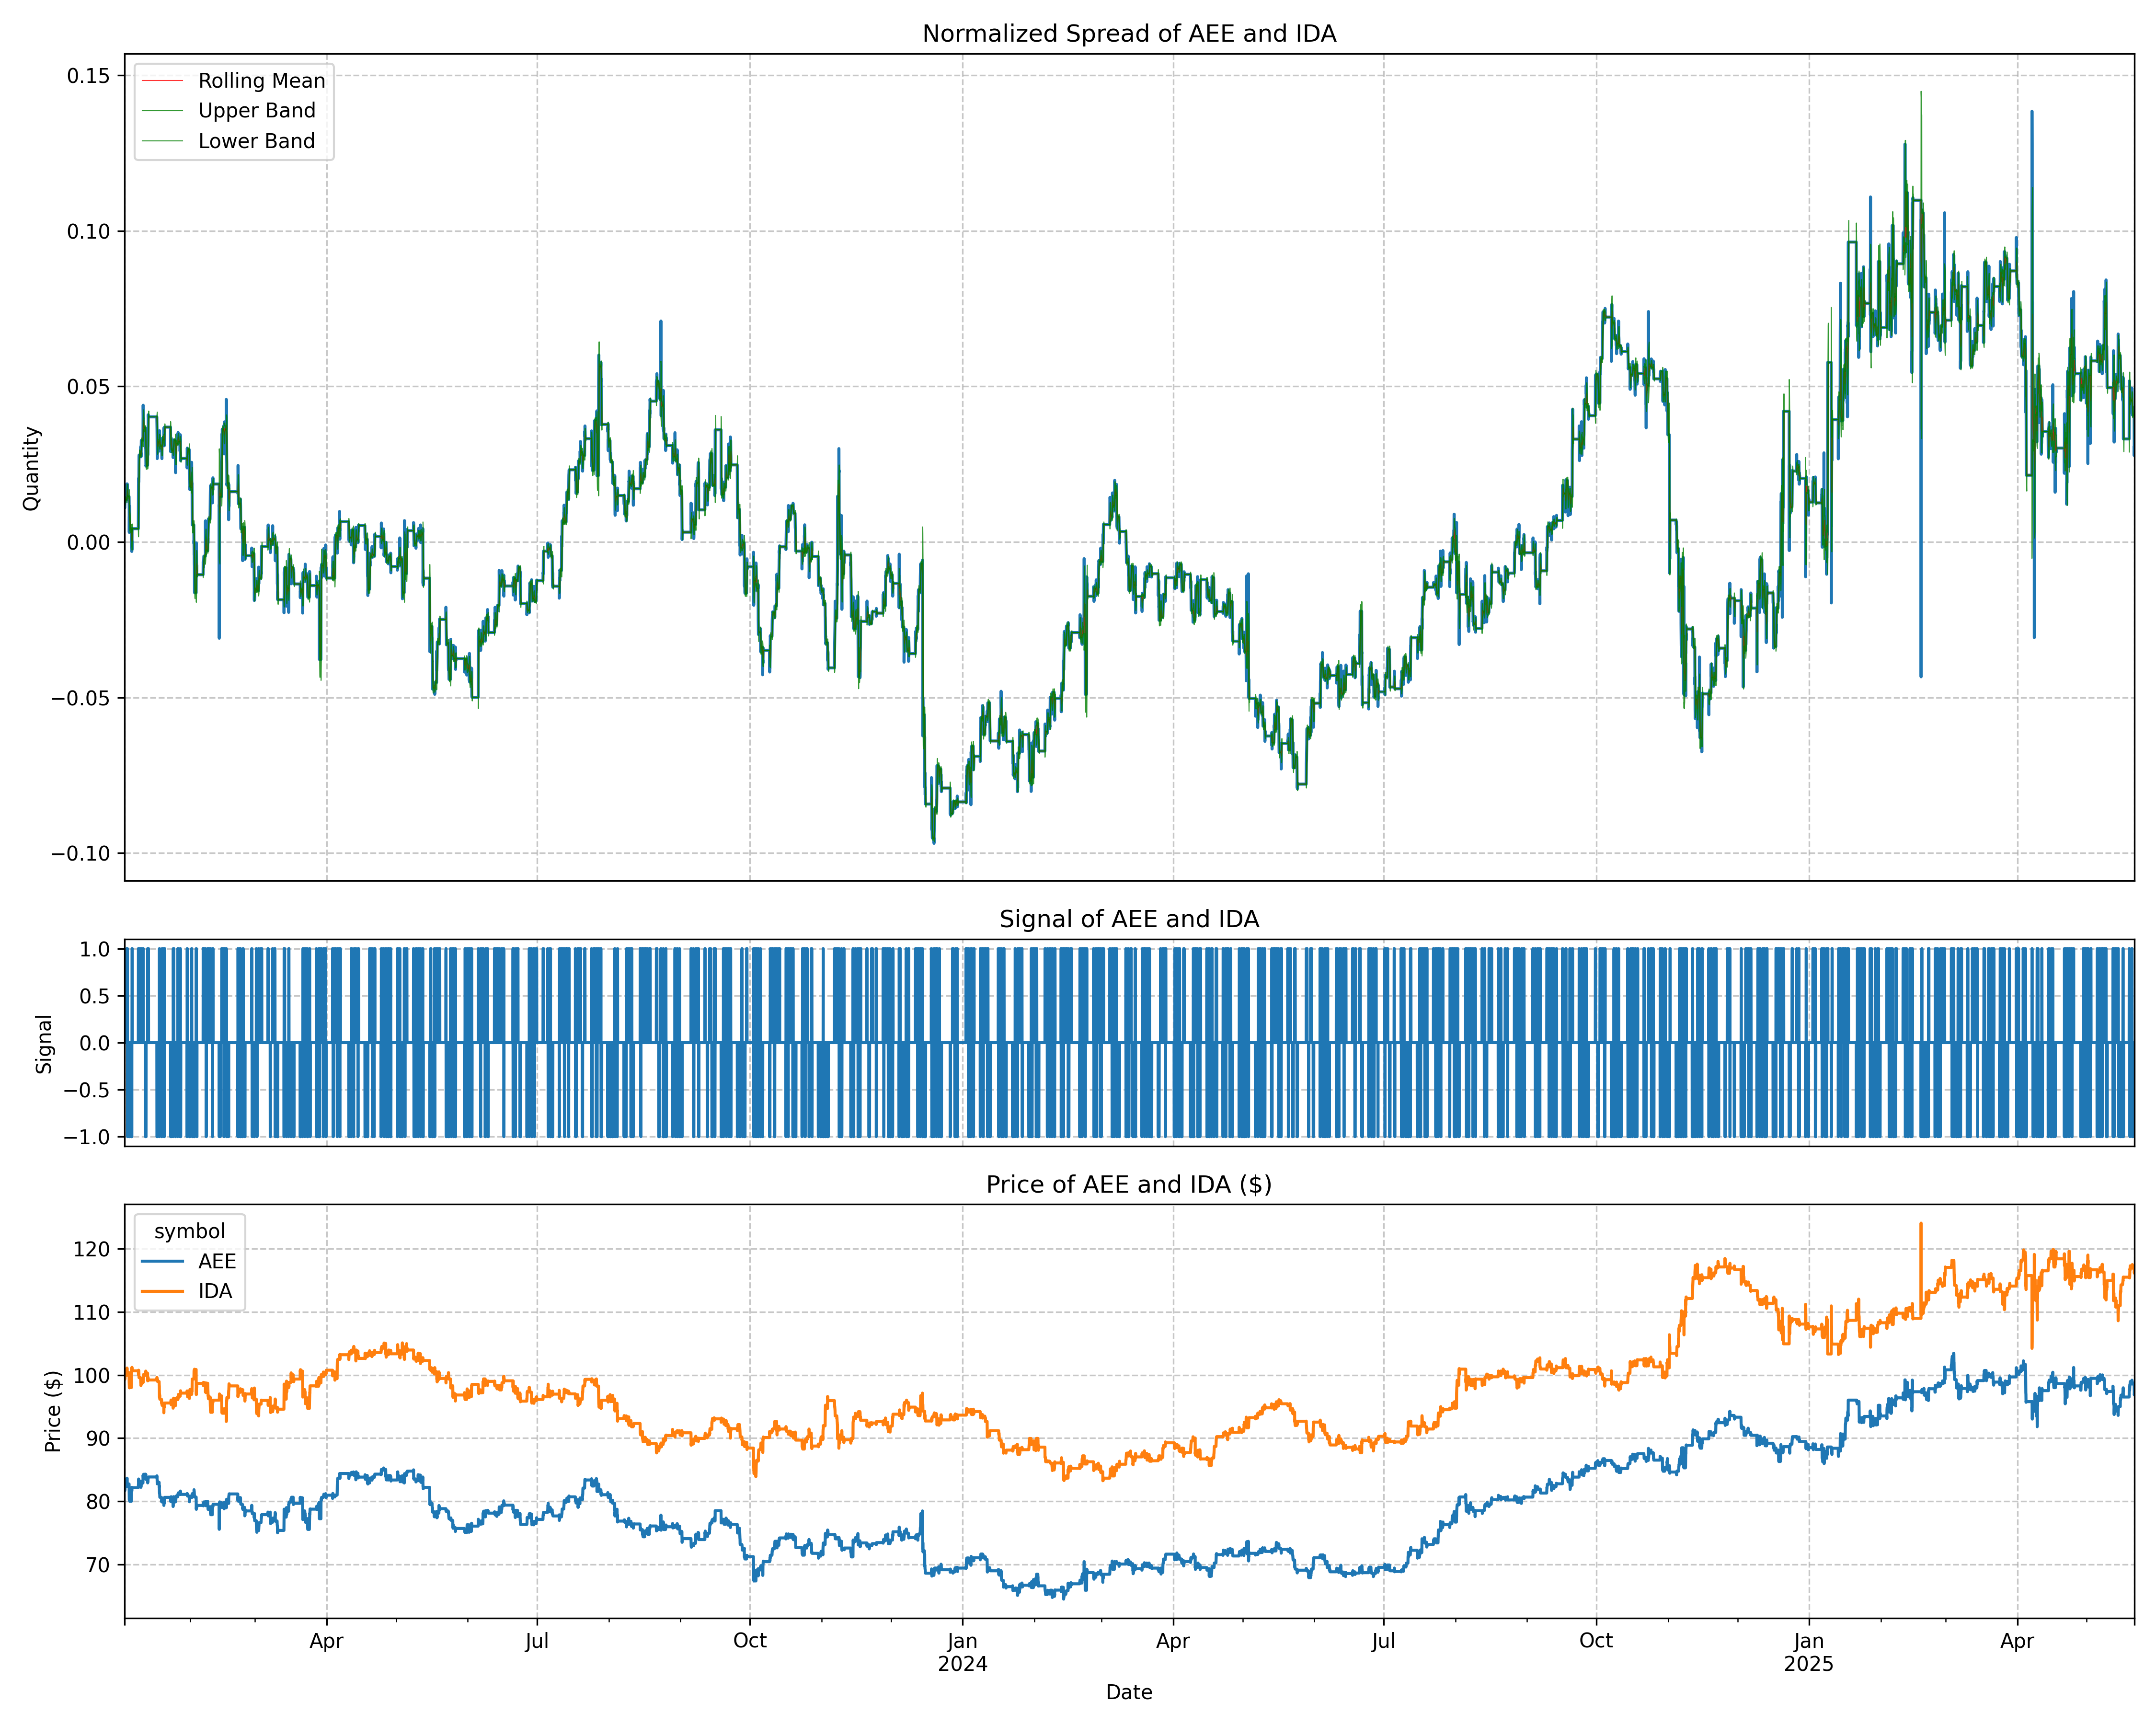 Normalized Spread of AEE and IDA
Rolling Mean
Upper Band
Lower Band
Quantity
0.15
0.10
0.05
0.00
−0.05
−0.10
Signal of AEE and IDA
Signal
1.0
0.5
0.0
−0.5
−1.0
Price of AEE and IDA ($)
symbol
AEE
IDA
Price ($)
120
110
100
90
80
70
Apr Jul Oct Jan Apr Jul Oct Jan Apr
2024 2025
Date